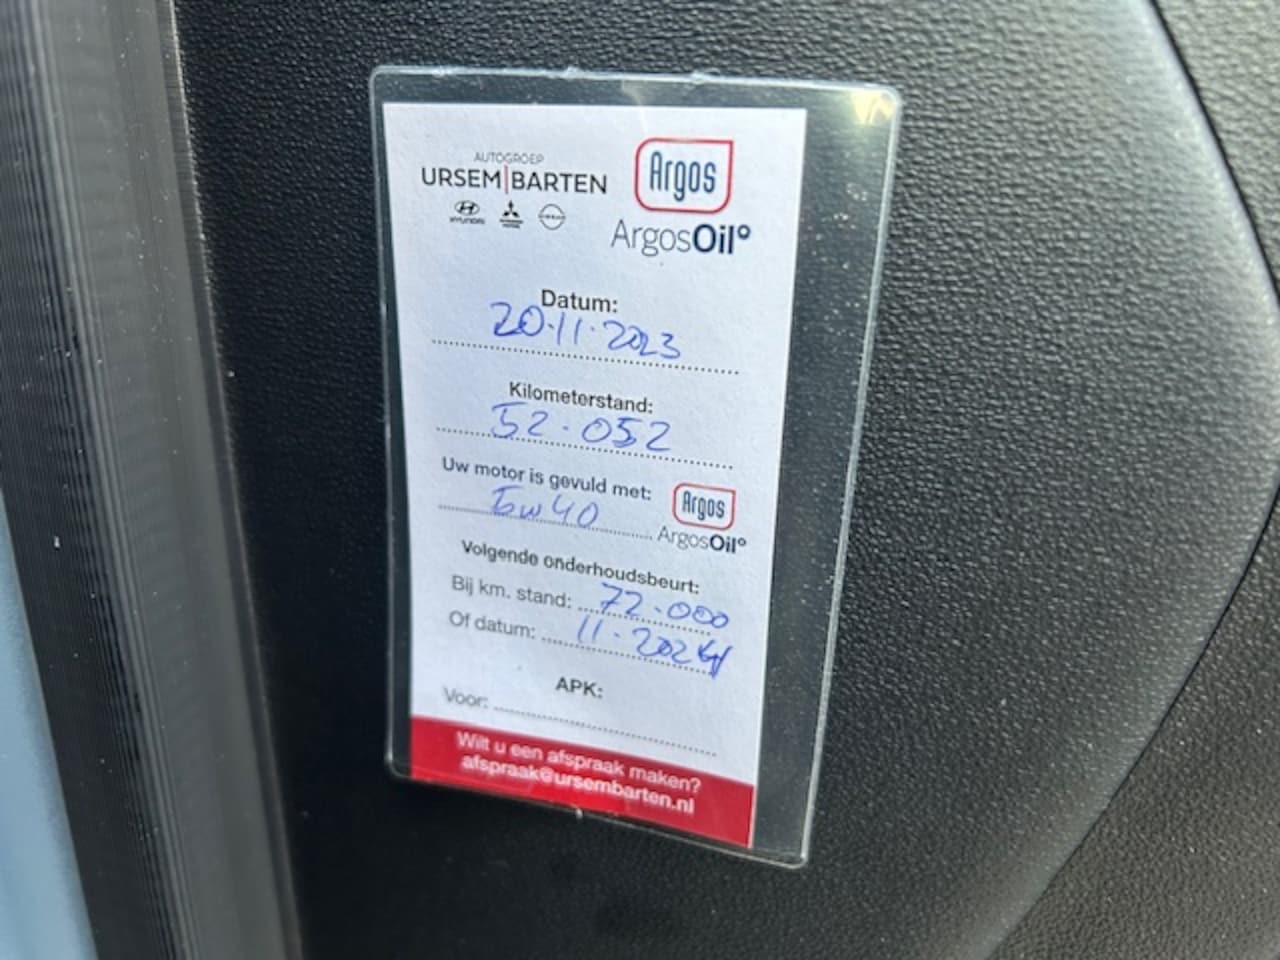 AUTOGROEP
URSEM|BARTEN
HYUNDAI
Argos
ArgosOil°
Datum:
20-11-2023
Kilometerstand:
52.052
Uw motor is gevuld met:
5w40
Argos
ArgosOil°
Volgende onderhoudsbeurt:
Bij km. stand: 72.000
Of datum: 11-2024
APK:
Voor:
Wilt u een afspraak maken?
afspraak@ursembarten.nl